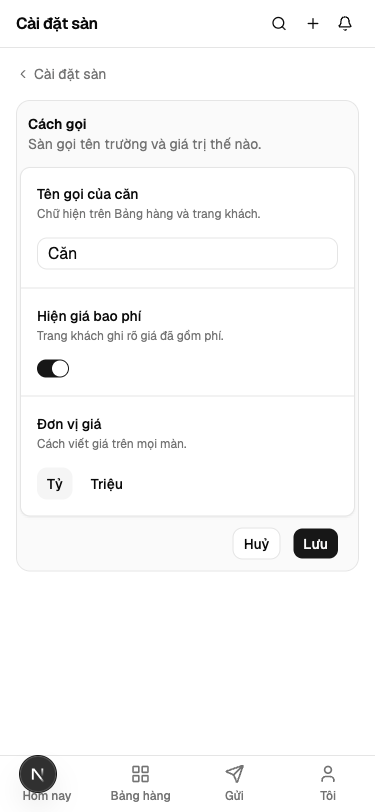 Cài đặt sàn
Cài đặt sàn
Cách gọi
Sàn gọi tên trường và giá trị thế nào.
Tên gọi của căn
Chữ hiện trên Bảng hàng và trang khách.
Căn
Hiện giá bao phí
Trang khách ghi rõ giá đã gồm phí.
Đơn vị giá
Cách viết giá trên mọi màn.
Tỷ Triệu
Huỷ Lưu
N
Hôm nay Bảng hàng Gửi Tôi